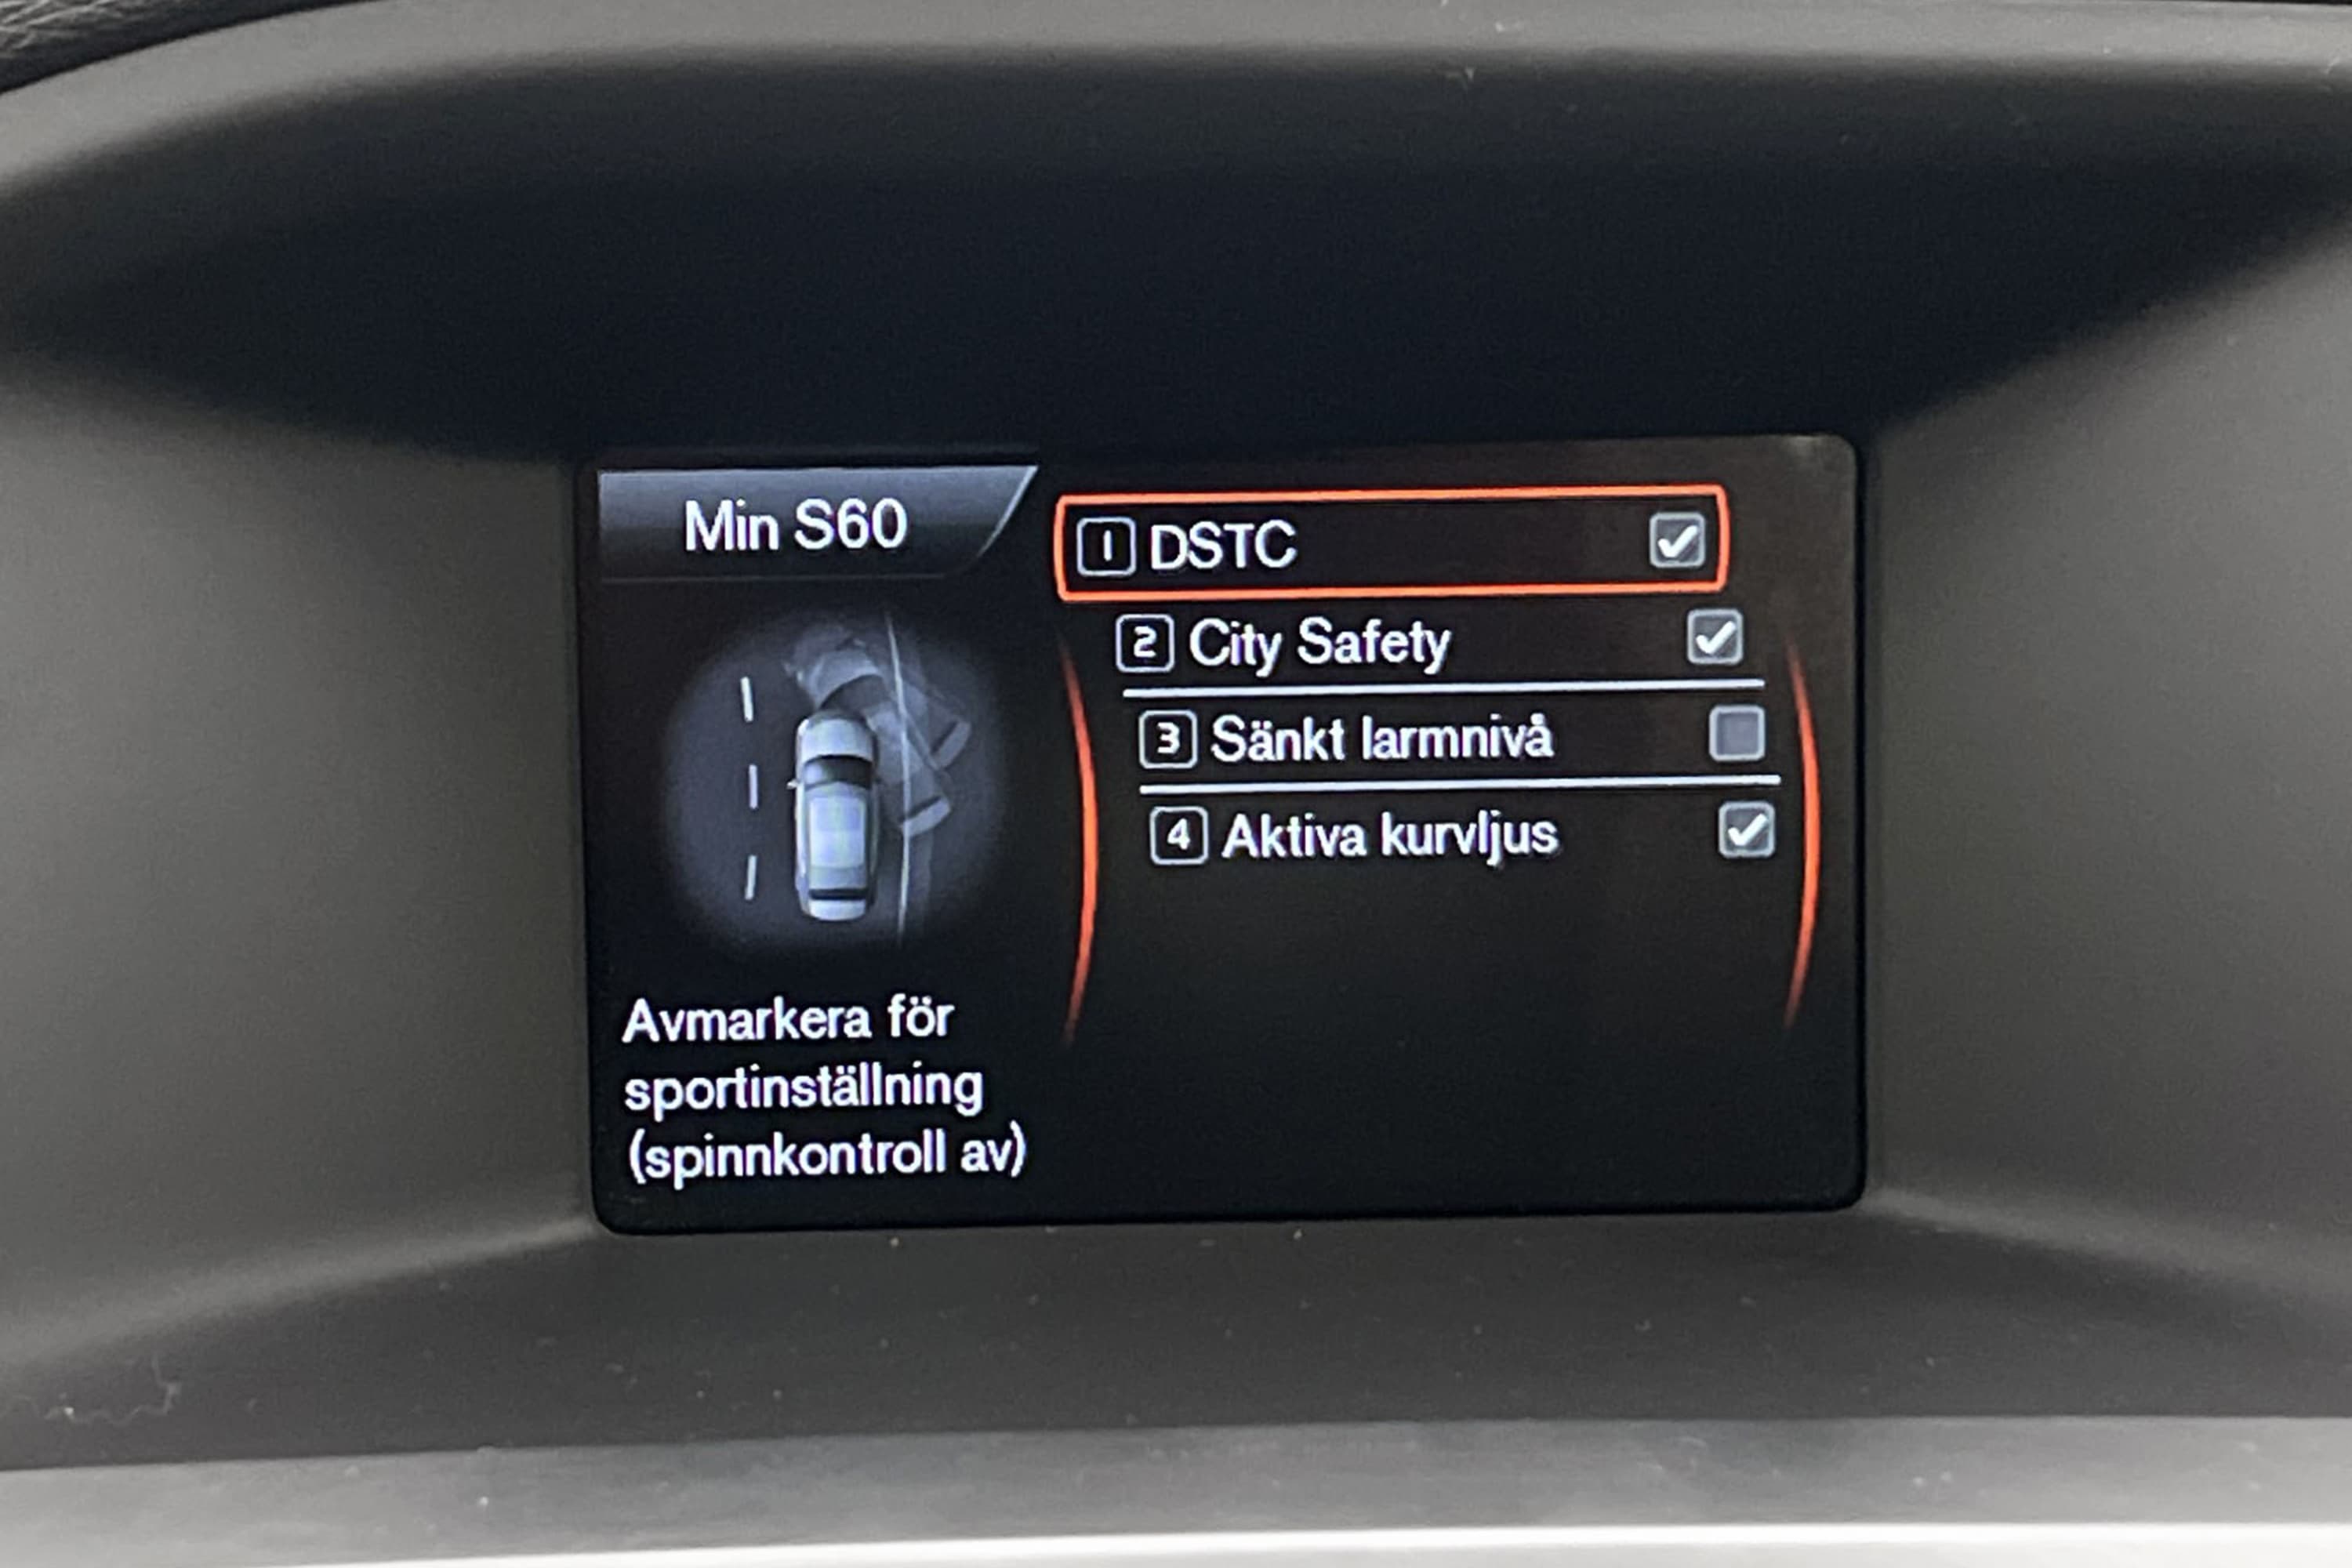 Min S60
1 DSTC
2 City Safety
3 Sänkt larmnivå
4 Aktiva kurvljus
Avmarkera för
sportinställning
(spinnkontroll av)